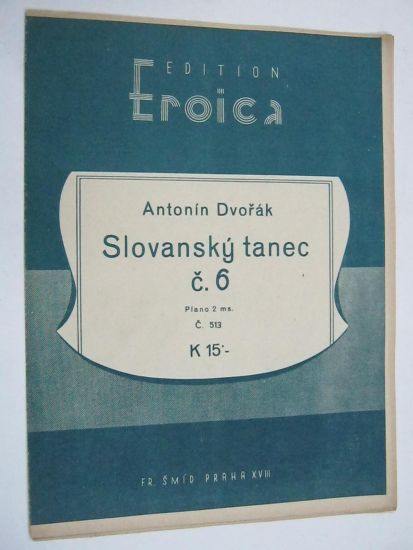 EDITION
Eroica
Antonín Dvořák
Slovanský tanec
č. 6
Piano 2 ms.
Č. 513
K 15·-
FR. ŠMÍD PRAHA XVIII